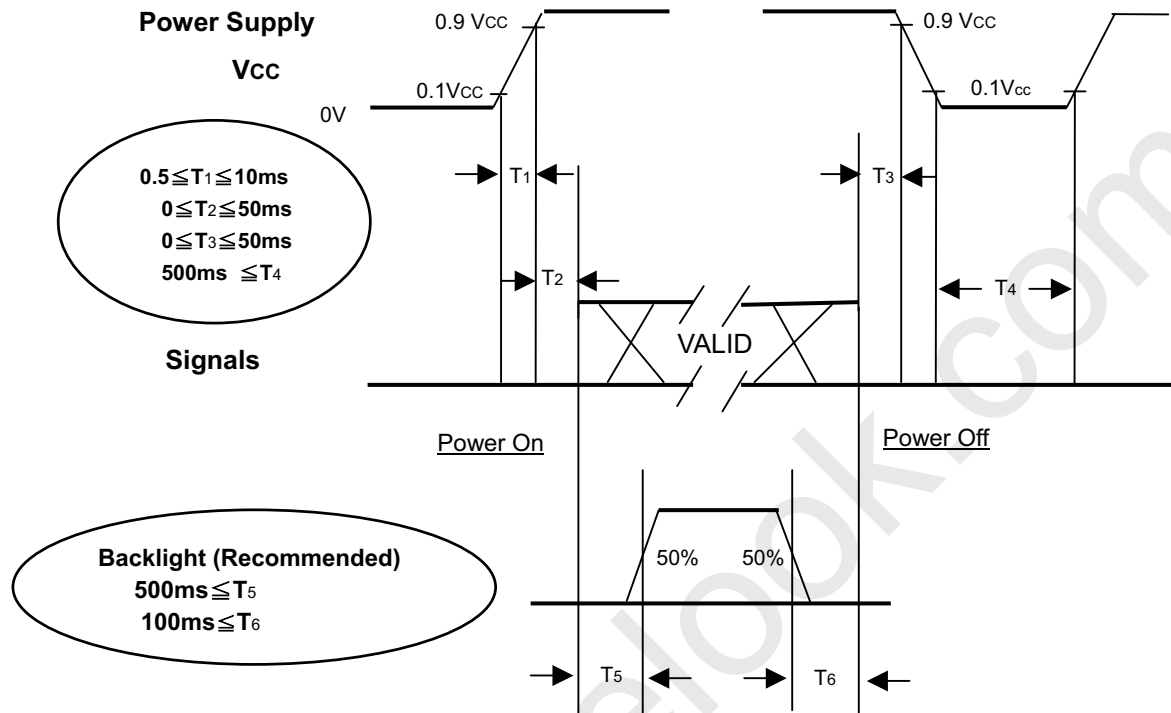 Power Supply
VCC
0.9 VCC
0.1VCC
0V
0.9 VCC
0.1Vcc
0.5≦T1≦10ms
0≦T2≦50ms
0≦T3≦50ms
500ms ≦T4
T1
T3
T2
T4
VALID
Signals
Power On
Power Off
Backlight (Recommended)
500ms≦T5
100ms≦T6
50%
50%
T5
T6
elook.com